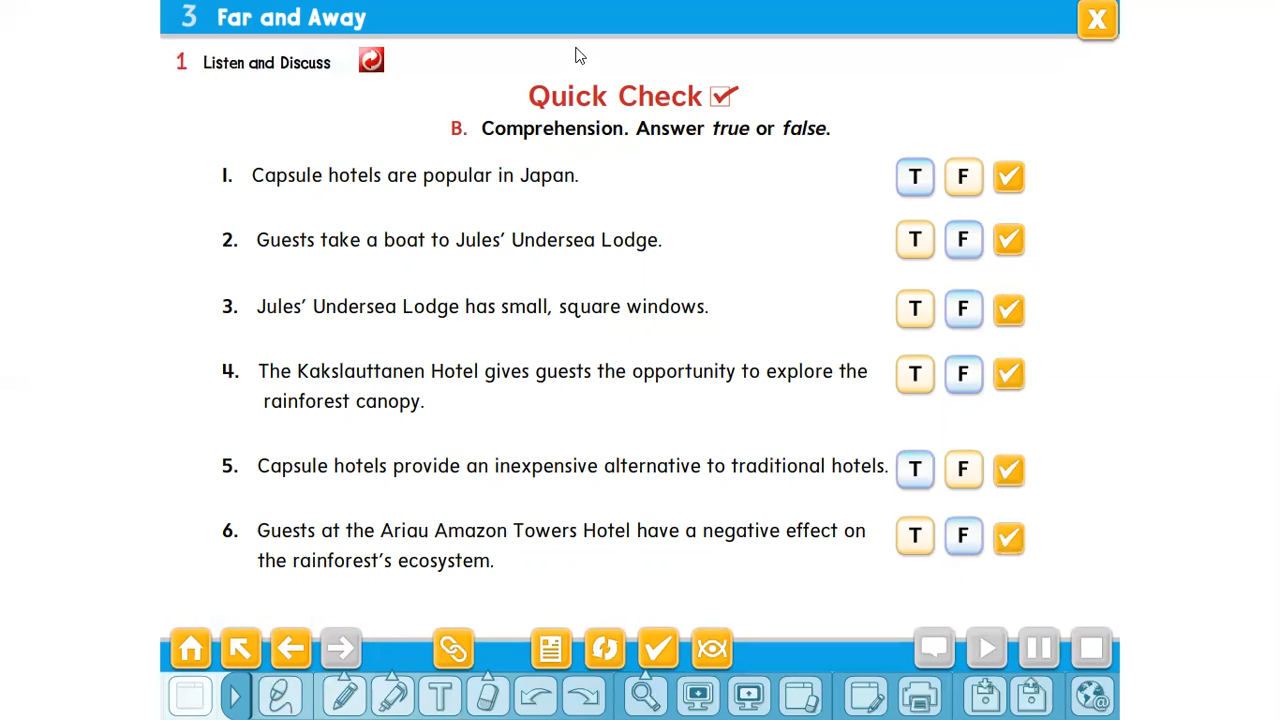 3 Far and Away
X
1 Listen and Discuss
Quick Check
B. Comprehension. Answer true or false.
1. Capsule hotels are popular in Japan. T F
2. Guests take a boat to Jules’ Undersea Lodge. T F
3. Jules’ Undersea Lodge has small, square windows. T F
4. The Kakslauttanen Hotel gives guests the opportunity to explore the T F
rainforest canopy.
5. Capsule hotels provide an inexpensive alternative to traditional hotels. T F
6. Guests at the Ariau Amazon Towers Hotel have a negative effect on T F
the rainforest’s ecosystem.
T
@